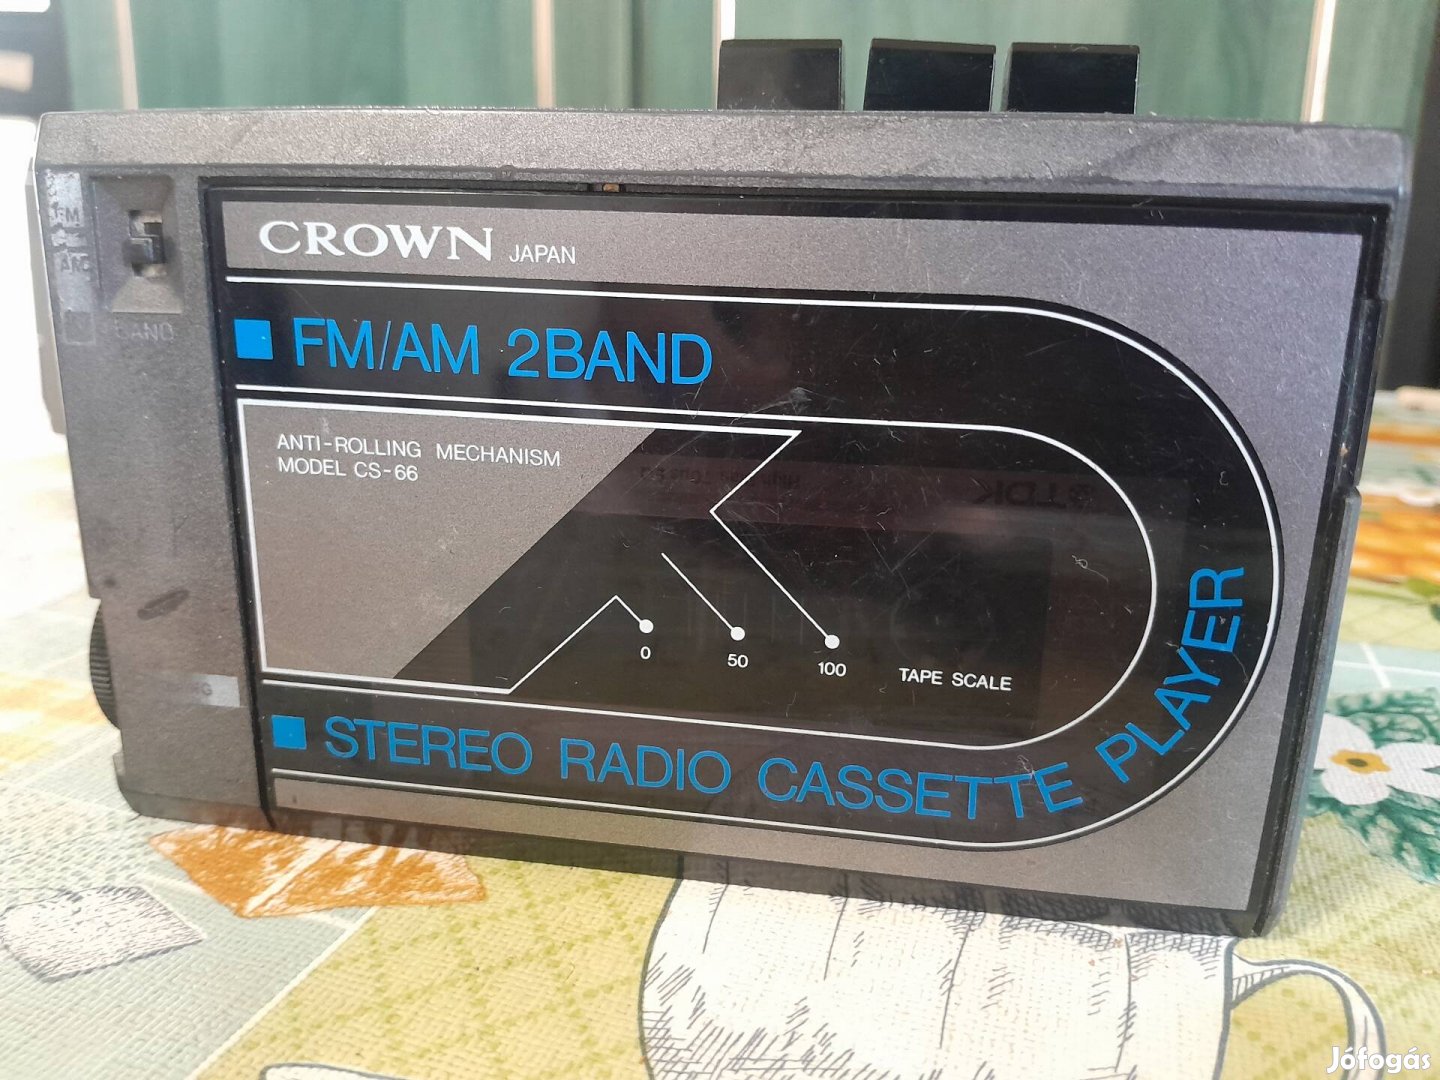 CROWN JAPAN
FM
BAND
FM/AM 2BAND
ANTI-ROLLING MECHANISM
MODEL CS-66
TDK
0 50 100 TAPE SCALE
STEREO RADIO CASSETTE PLAYER
Jófogás